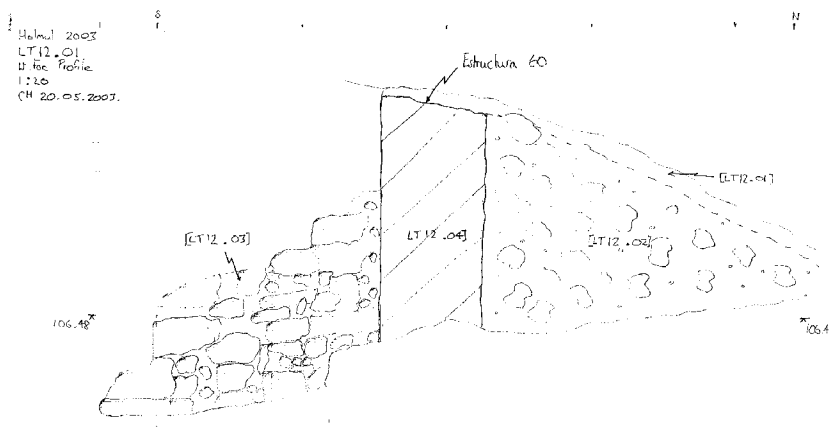 S
N
Holmul 2003
LT12.01
W Face Profile
1:20
CH 20.05.2003.
Estructura 60
[LT12.01]
[LT12.03]
LT12.04]
[LT12.02]
106.48
106.4